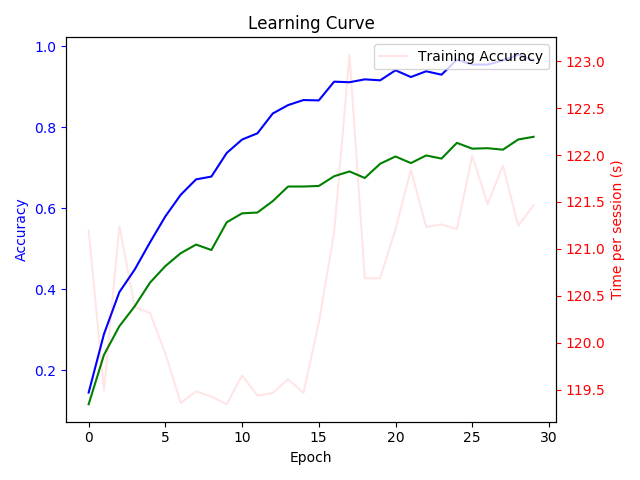 Learning Curve
Training Accuracy
Accuracy
1.0
0.8
0.6
0.4
0.2
Time per session (s)
123.0
122.5
122.0
121.5
121.0
120.5
120.0
119.5
0 5 10 15 20 25 30
Epoch